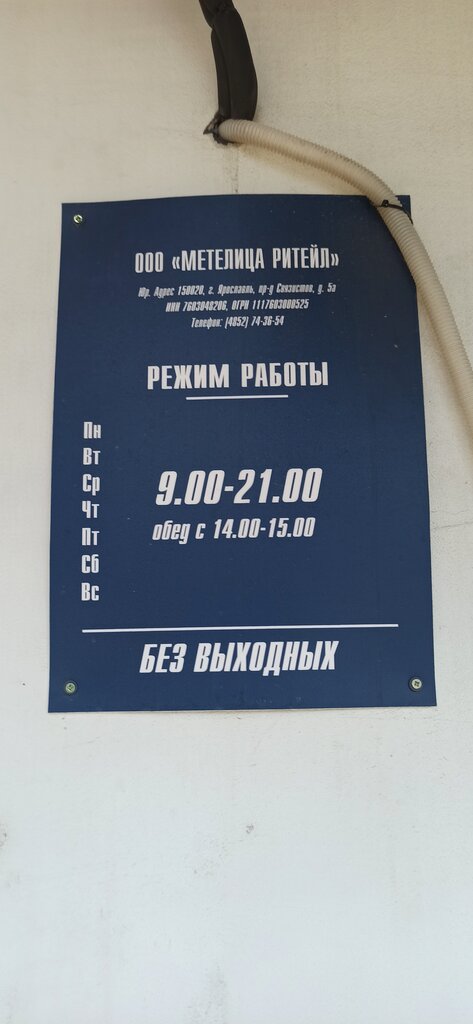 ООО «МЕТЕЛИЦА РИТЕЙЛ»
Юр. Адрес 150020, г. Ярославль, пр-д Связистов, д. 5а
ИНН 7603048206, ОГРН 1117603000525
Телефон: (4852) 74-36-54
РЕЖИМ РАБОТЫ
Пн
Вт
Ср
Чт
Пт
Сб
Вс
9.00-21.00
обед с 14.00-15.00
БЕЗ ВЫХОДНЫХ